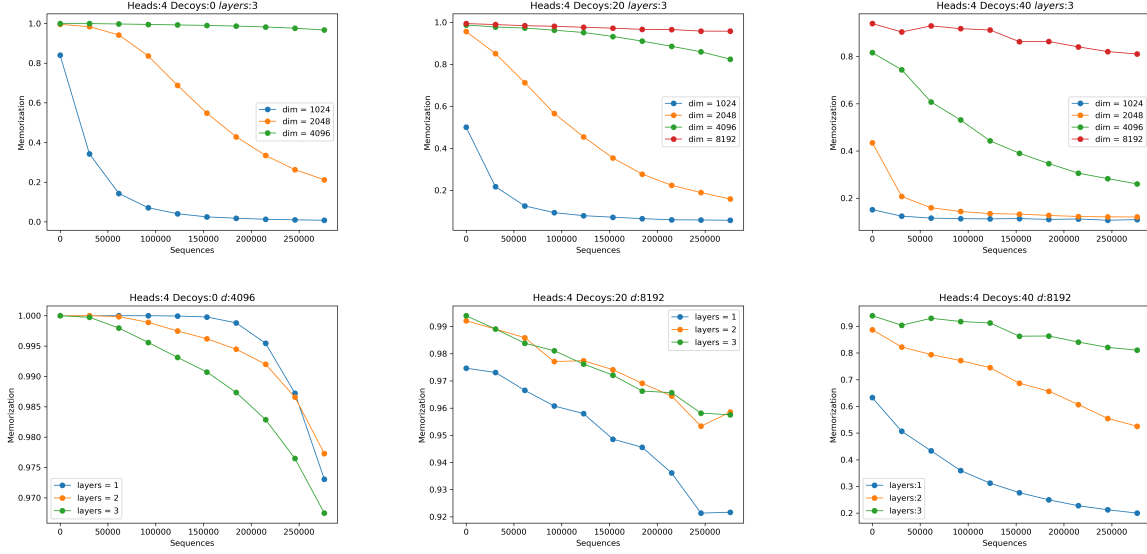 Heads:4 Decoys:0 layers:3
Memorization
1.0
0.8
0.6
0.4
0.2
0.0
dim = 1024
dim = 2048
dim = 4096
0 50000 100000 150000 200000 250000
Sequences
Heads:4 Decoys:20 layers:3
Memorization
1.0
0.8
0.6
0.4
0.2
dim = 1024
dim = 2048
dim = 4096
dim = 8192
0 50000 100000 150000 200000 250000
Sequences
Heads:4 Decoys:40 layers:3
Memorization
0.8
0.6
0.4
0.2
dim = 1024
dim = 2048
dim = 4096
dim = 8192
0 50000 100000 150000 200000 250000
Sequences
Heads:4 Decoys:0 d:4096
Memorization
1.000
0.995
0.990
0.985
0.980
0.975
0.970
layers = 1
layers = 2
layers = 3
0 50000 100000 150000 200000 250000
Sequences
Heads:4 Decoys:20 d:8192
Memorization
0.99
0.98
0.97
0.96
0.95
0.94
0.93
0.92
layers = 1
layers = 2
layers = 3
0 50000 100000 150000 200000 250000
Sequences
Heads:4 Decoys:40 d:8192
Memorization
0.9
0.8
0.7
0.6
0.5
0.4
0.3
0.2
layers:1
layers:2
layers:3
0 50000 100000 150000 200000 250000
Sequences